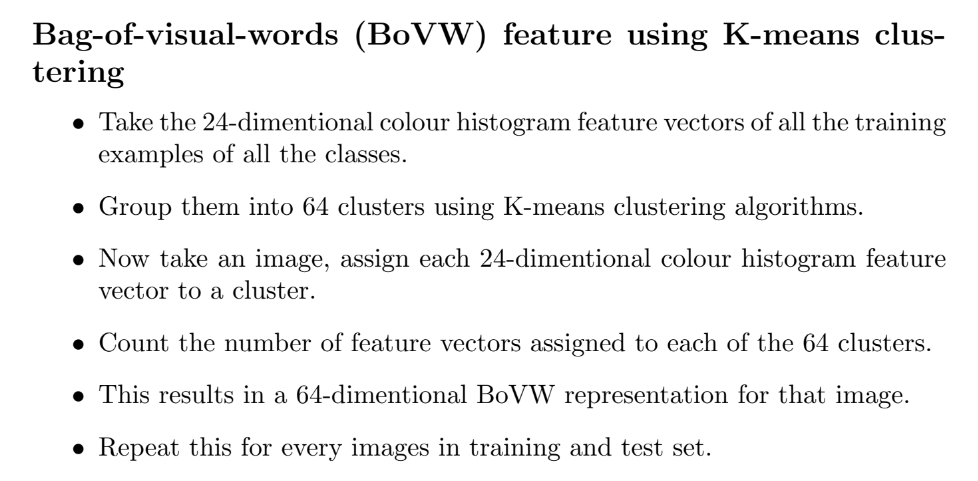 Bag-of-visual-words (BoVW) feature using K-means clus-
tering
• Take the 24-dimentional colour histogram feature vectors of all the training
examples of all the classes.
• Group them into 64 clusters using K-means clustering algorithms.
• Now take an image, assign each 24-dimentional colour histogram feature
vector to a cluster.
• Count the number of feature vectors assigned to each of the 64 clusters.
• This results in a 64-dimentional BoVW representation for that image.
• Repeat this for every images in training and test set.